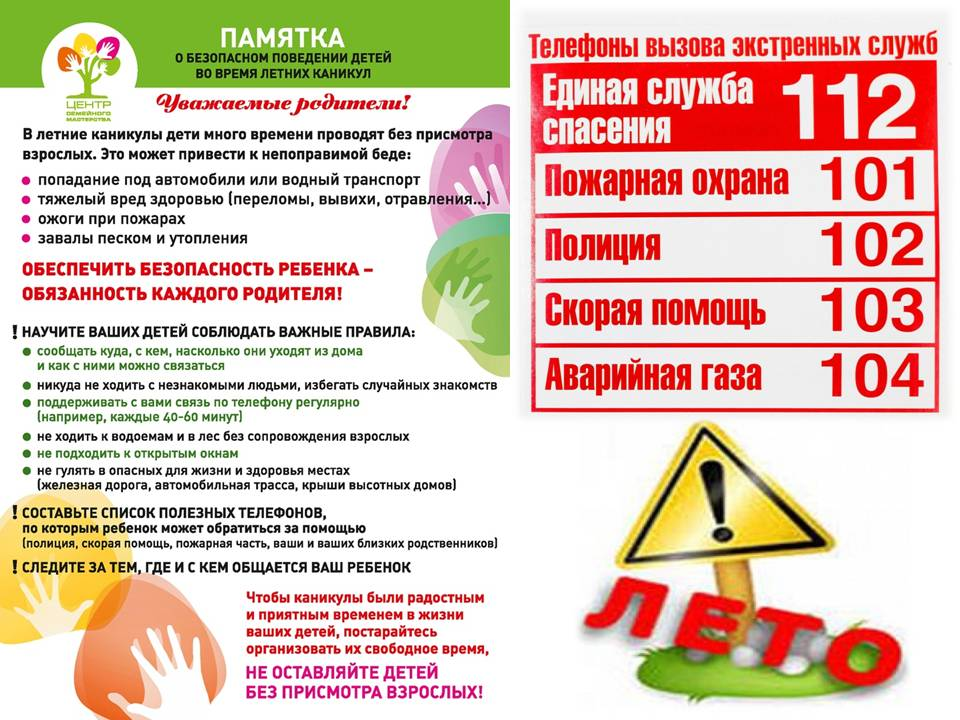 ЦЕНТР
СЕМЕЙНОГО
МАСТЕРСТВА
ПАМЯТКА
О БЕЗОПАСНОМ ПОВЕДЕНИИ ДЕТЕЙ
ВО ВРЕМЯ ЛЕТНИХ КАНИКУЛ
Уважаемые родители!
В летние каникулы дети много времени проводят без присмотра
взрослых. Это может привести к непоправимой беде:
попадание под автомобили или водный транспорт
тяжелый вред здоровью (переломы, вывихи, отравления...)
ожоги при пожарах
завалы песком и утопления
ОБЕСПЕЧИТЬ БЕЗОПАСНОСТЬ РЕБЕНКА –
ОБЯЗАННОСТЬ КАЖДОГО РОДИТЕЛЯ!
! НАУЧИТЕ ВАШИХ ДЕТЕЙ СОБЛЮДАТЬ ВАЖНЫЕ ПРАВИЛА:
сообщать куда, с кем, насколько они уходят из дома
и как с ними можно связаться
никуда не ходить с незнакомыми людьми, избегать случайных знакомств
поддерживать с вами связь по телефону регулярно
(например, каждые 40-60 минут)
не ходить к водоемам и в лес без сопровождения взрослых
не подходить к открытым окнам
не гулять в опасных для жизни и здоровья местах
(железная дорога, автомобильная трасса, крыши высотных домов)
! СОСТАВЬТЕ СПИСОК ПОЛЕЗНЫХ ТЕЛЕФОНОВ,
по которым ребенок может обратиться за помощью
(полиция, скорая помощь, пожарная часть, ваши и ваших близких родственников)
! СЛЕДИТЕ ЗА ТЕМ, ГДЕ И С КЕМ ОБЩАЕТСЯ ВАШ РЕБЕНОК
Чтобы каникулы были радостным
и приятным временем в жизни
ваших детей, постарайтесь
организовать их свободное время,
НЕ ОСТАВЛЯЙТЕ ДЕТЕЙ
БЕЗ ПРИСМОТРА ВЗРОСЛЫХ!
Телефоны вызова экстренных служб
Единая служба
спасения 112
Пожарная охрана 101
Полиция 102
Скорая помощь 103
Аварийная газа 104
!
ЛЕТО